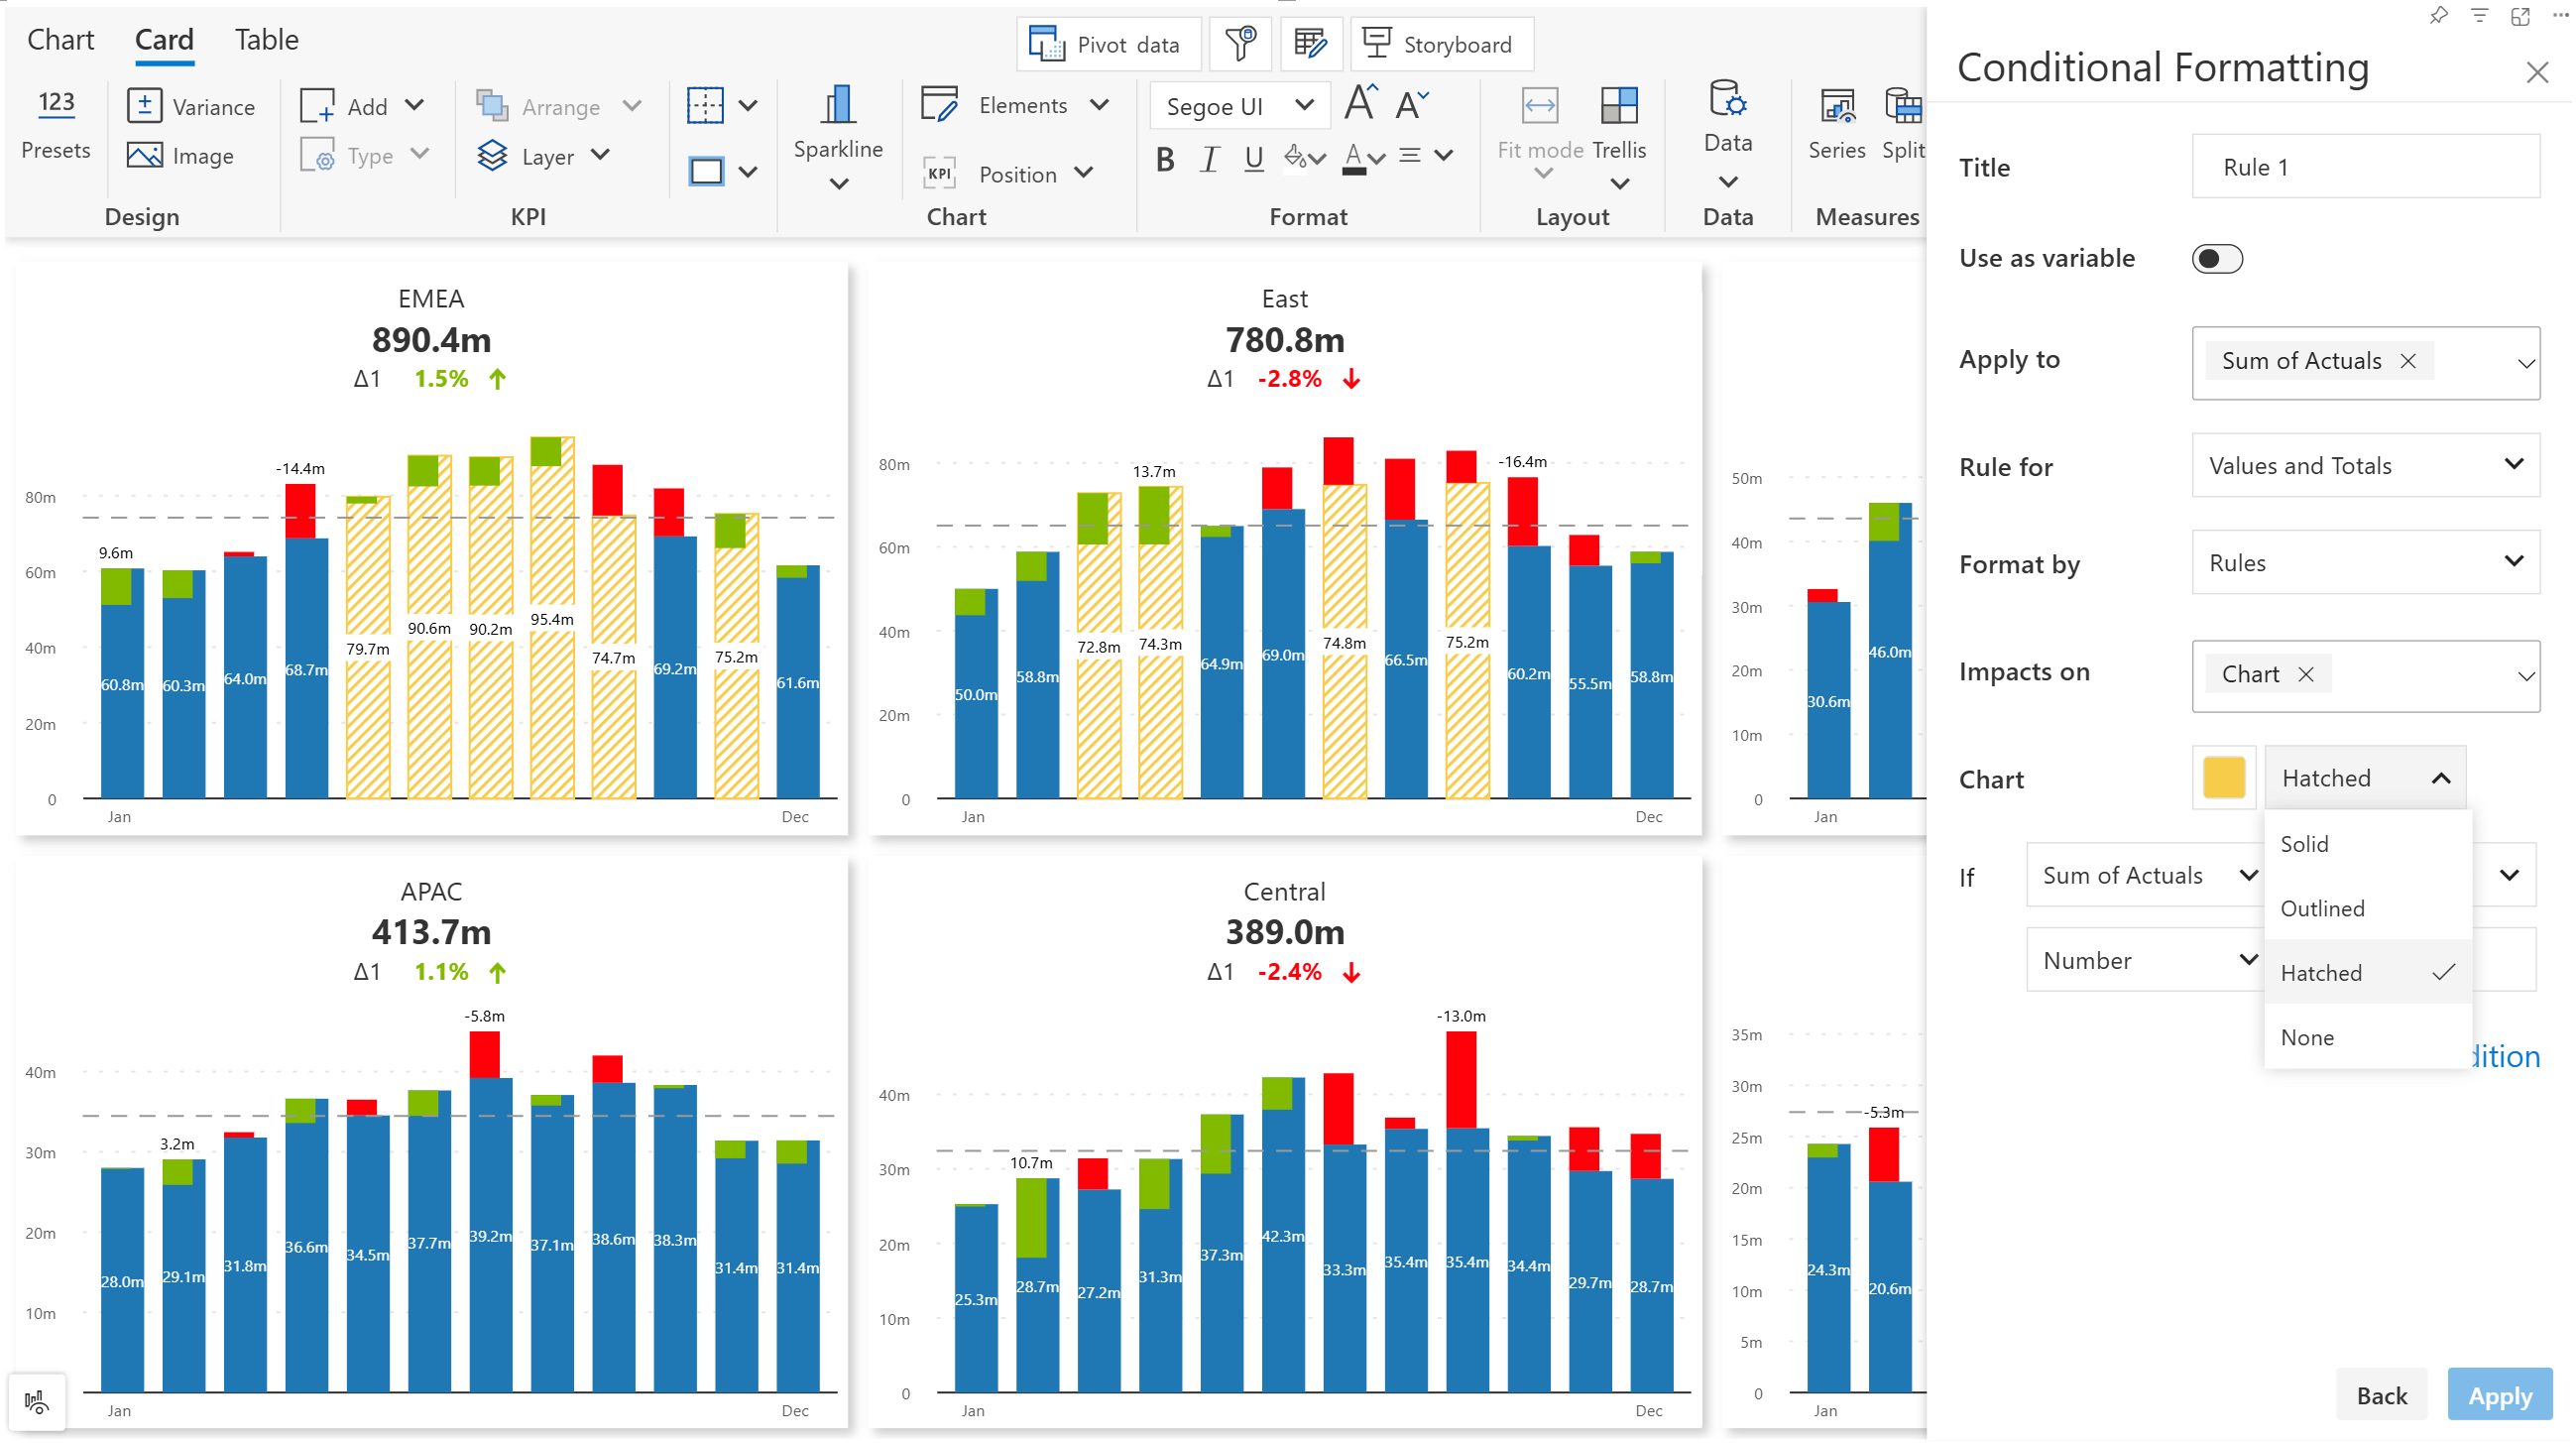 Chart Card Table
Pivot data Storyboard
123
Presets
Variance
Image
Design
Add
Type
Arrange
Layer
KPI
Sparkline
Elements
KPI
Position
Chart
Segoe UI
A A
B I U A
Format
Fit mode Trellis
Layout
Data
Data
Series Split
Measures
EMEA
890.4m
Δ1 1.5%
80m
60m
40m
20m
0
9.6m
-14.4m
60.8m 60.3m 64.0m 68.7m 79.7m 90.6m 90.2m 95.4m 74.7m 69.2m 75.2m 61.6m
Jan Dec
East
780.8m
Δ1 -2.8%
80m
60m
40m
20m
0
13.7m
-16.4m
50.0m 58.8m 72.8m 74.3m 64.9m 69.0m 74.8m 66.5m 75.2m 60.2m 55.5m 58.8m
Jan Dec
50m
40m
30m
20m
10m
0
30.6m 46.0m
Jan
APAC
413.7m
Δ1 1.1%
40m
30m
20m
10m
3.2m
-5.8m
28.0m 29.1m 31.8m 36.6m 34.5m 37.7m 39.2m 37.1m 38.6m 38.3m 31.4m 31.4m
Jan Dec
Central
389.0m
Δ1 -2.4%
40m
30m
20m
10m
0
10.7m
-13.0m
25.3m 28.7m 27.2m 31.3m 37.3m 42.3m 33.3m 35.4m 35.4m 34.4m 29.7m 28.7m
Jan Dec
35m
30m
25m
20m
15m
10m
5m
0
-5.3m
24.3m 20.6m
Jan
Conditional Formatting
Title Rule 1
Use as variable
Apply to Sum of Actuals
Rule for Values and Totals
Format by Rules
Impacts on Chart
Chart Hatched
Solid
Outlined
Hatched
None
If Sum of Actuals
Number
dition
Back Apply